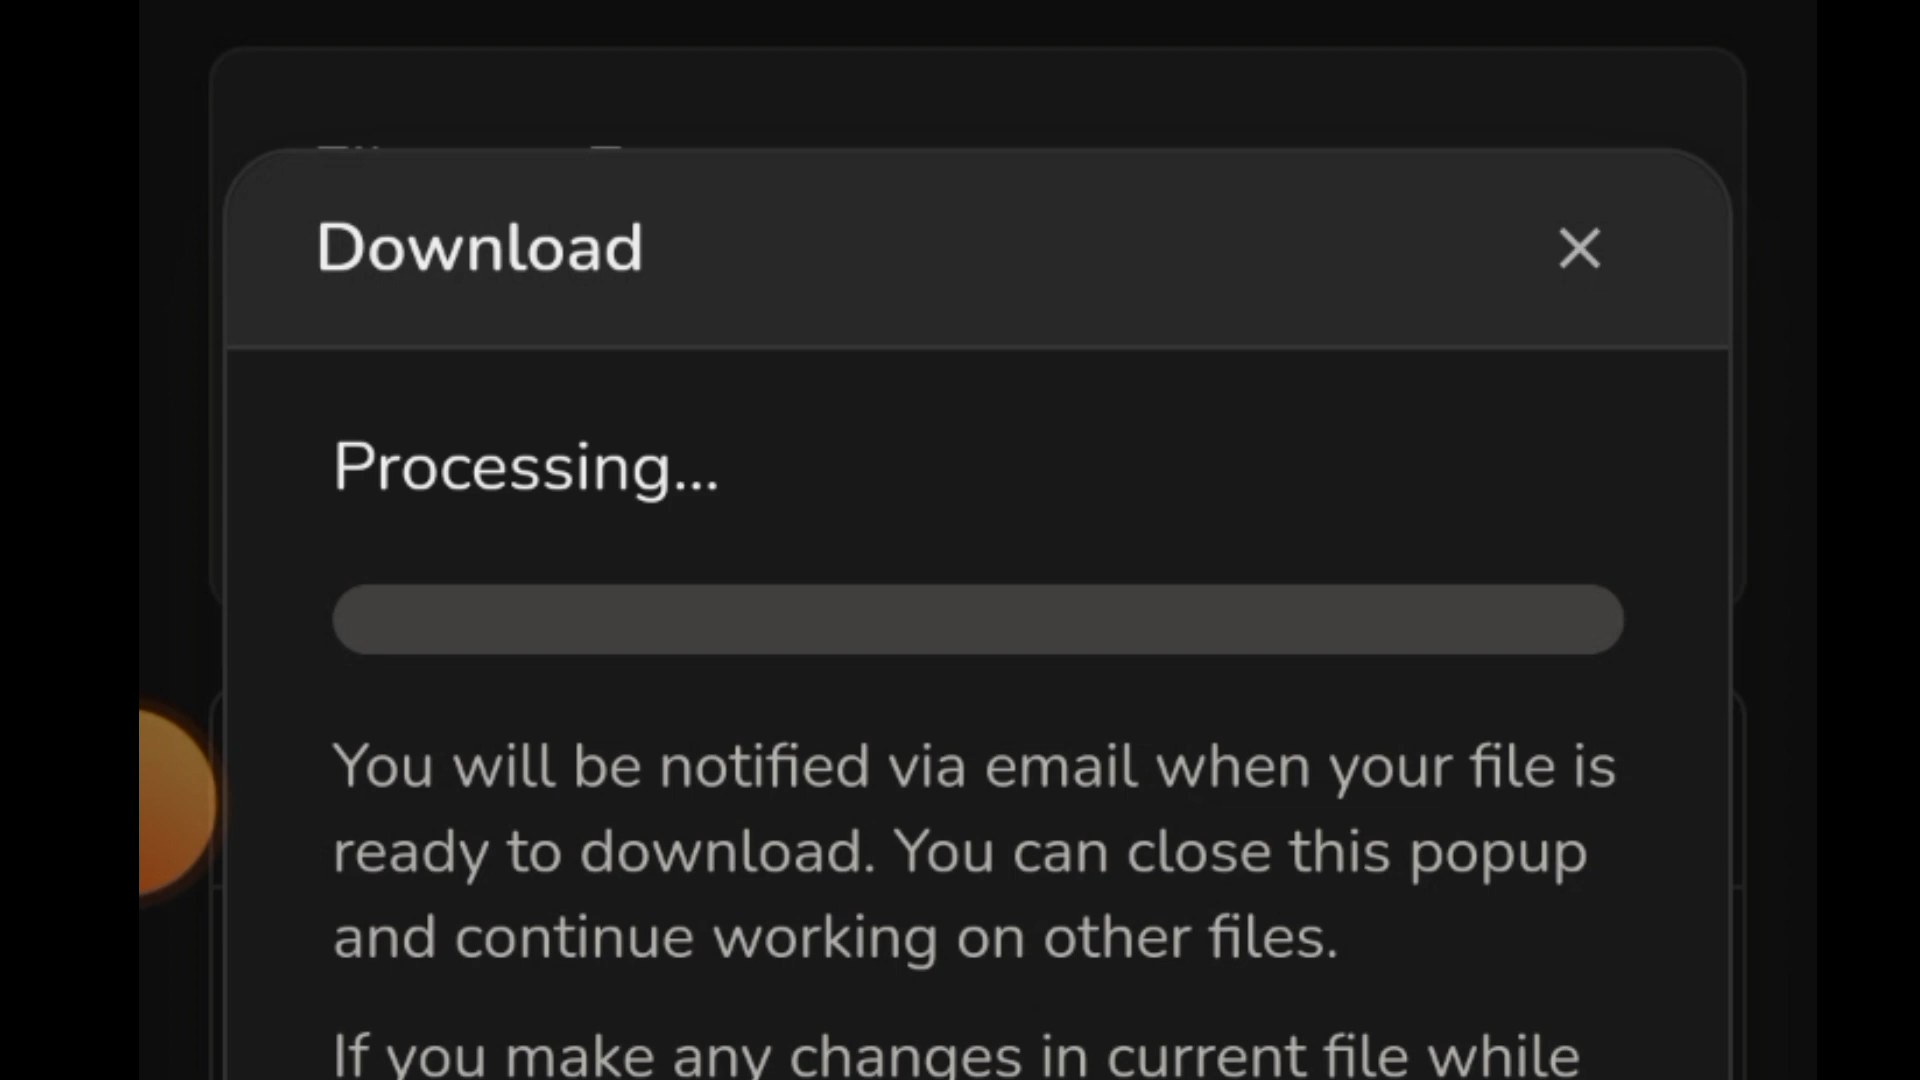 Download
Processing...
You will be notified via email when your file is
ready to download. You can close this popup
and continue working on other files.
If you make any changes in current file while